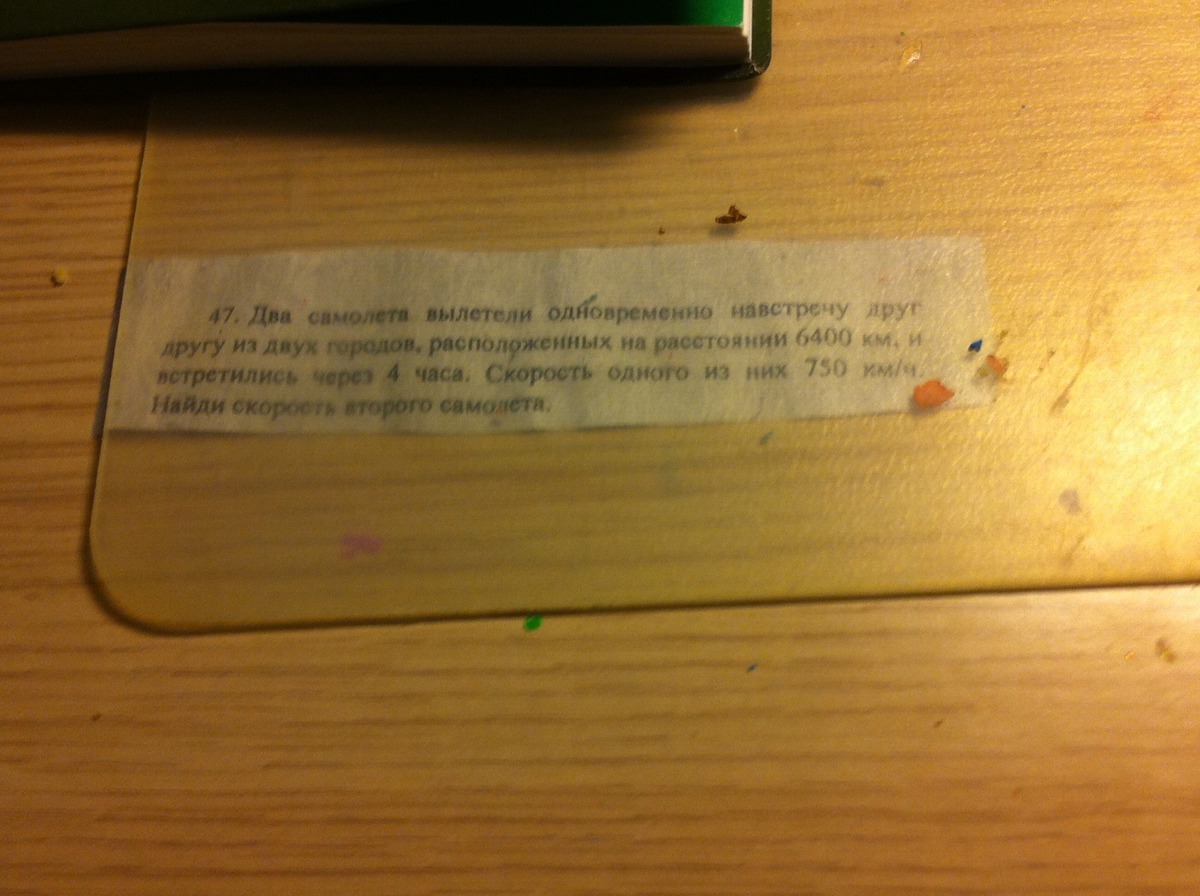 47. Два самолета вылетели одновременно навстречу друг
другу из двух городов, расположенных на расстоянии 6400 км, и
встретились через 4 часа. Скорость одного из них 750 км/ч.
Найди скорость второго самолета.